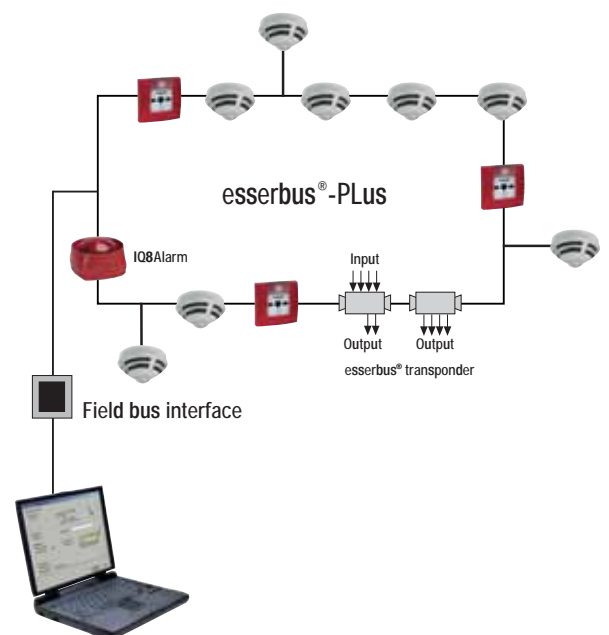 esserbus®-PLus
IQ8Alarm
Input
Output
Output
esserbus® transponder
Field bus interface